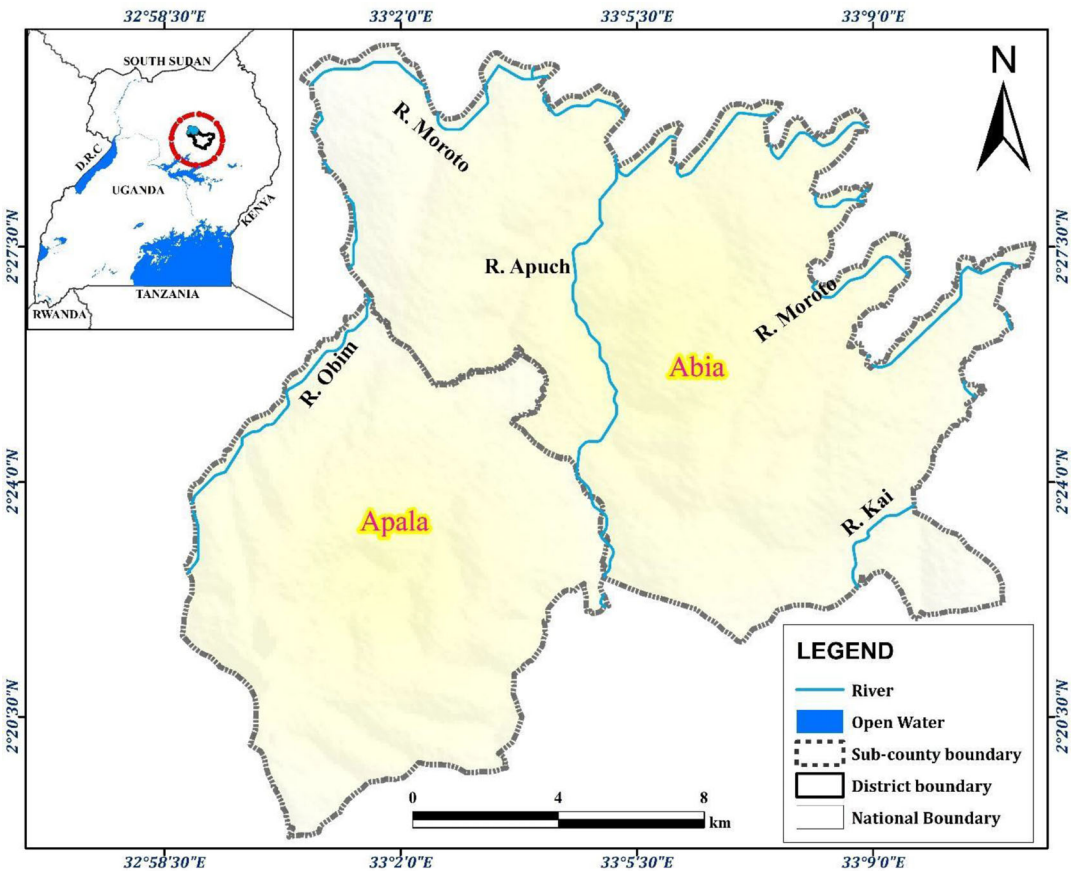 32°58'30"E 33°2'0"E 33°5'30"E 33°9'0"E
SOUTH SUDAN
D.R.C
UGANDA
KENYA
TANZANIA
RWANDA
N
R. Moroto
2°27'30"N
2°27'3.0"N
R. Apuch
R. Moroto
R. Obim
Abia
2°24'0"N
2°24'0"N
Apala
R. Kai
2°20'30"N
2°20'30"N
LEGEND
River
Open Water
Sub-county boundary
District boundary
National Boundary
0 4 8
km
32°58'30"E 33°2'0"E 33°5'30"E 33°9'0"E